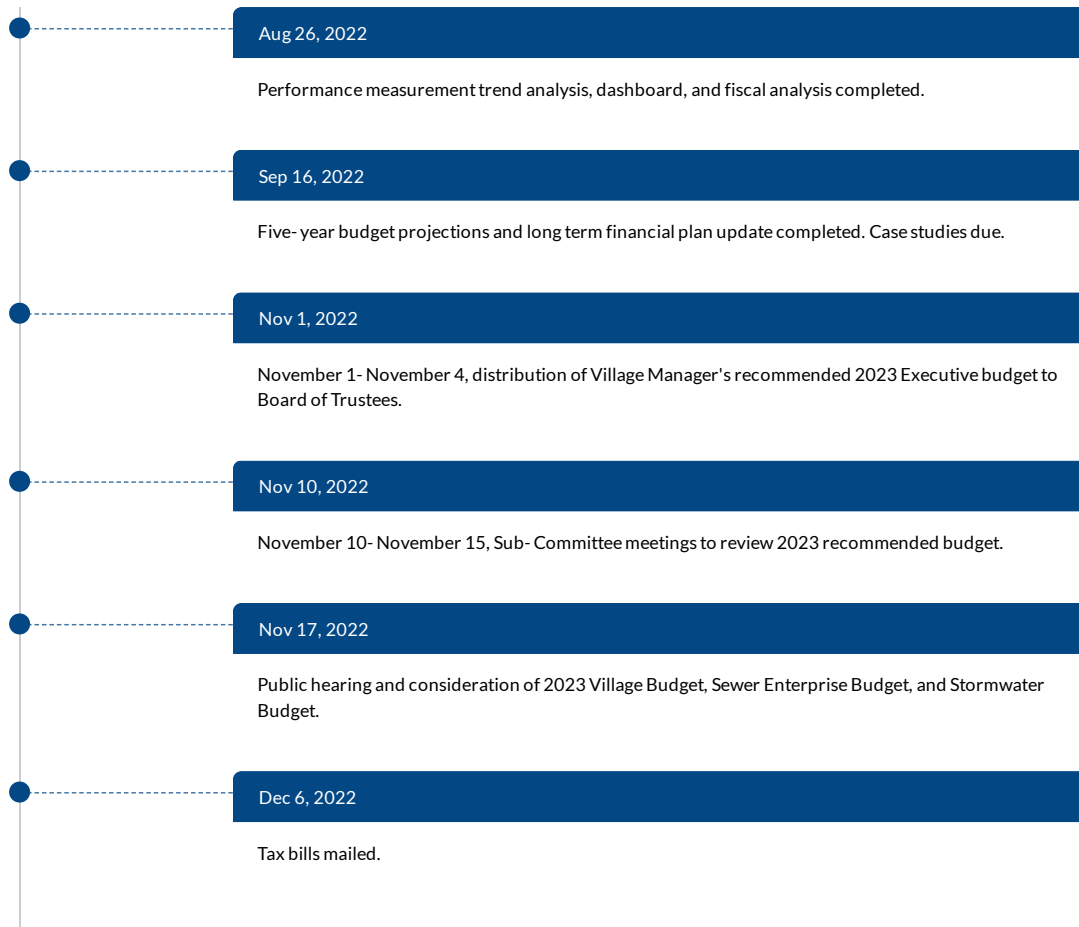 Aug 26, 2022
Performance measurement trend analysis, dashboard, and fiscal analysis completed.
Sep 16, 2022
Five- year budget projections and long term financial plan update completed. Case studies due.
Nov 1, 2022
November 1- November 4, distribution of Village Manager's recommended 2023 Executive budget to
Board of Trustees.
Nov 10, 2022
November 10- November 15, Sub- Committee meetings to review 2023 recommended budget.
Nov 17, 2022
Public hearing and consideration of 2023 Village Budget, Sewer Enterprise Budget, and Stormwater
Budget.
Dec 6, 2022
Tax bills mailed.